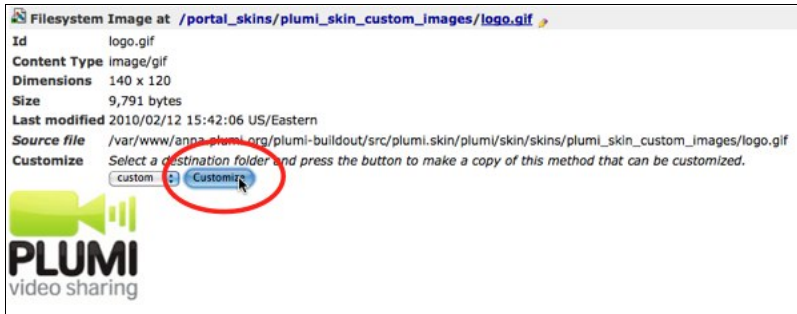 Filesystem Image at /portal_skins/plumi_skin_custom_images/logo.gif
Id logo.gif
Content Type image/gif
Dimensions 140 x 120
Size 9,791 bytes
Last modified 2010/02/12 15:42:06 US/Eastern
Source file /var/www/anna.plumi.org/plumi-buildout/src/plumi.skin/plumi/skin/skins/plumi_skin_custom_images/logo.gif
Customize Select a destination folder and press the button to make a copy of this method that can be customized.
custom Customize
PLUMI
video sharing